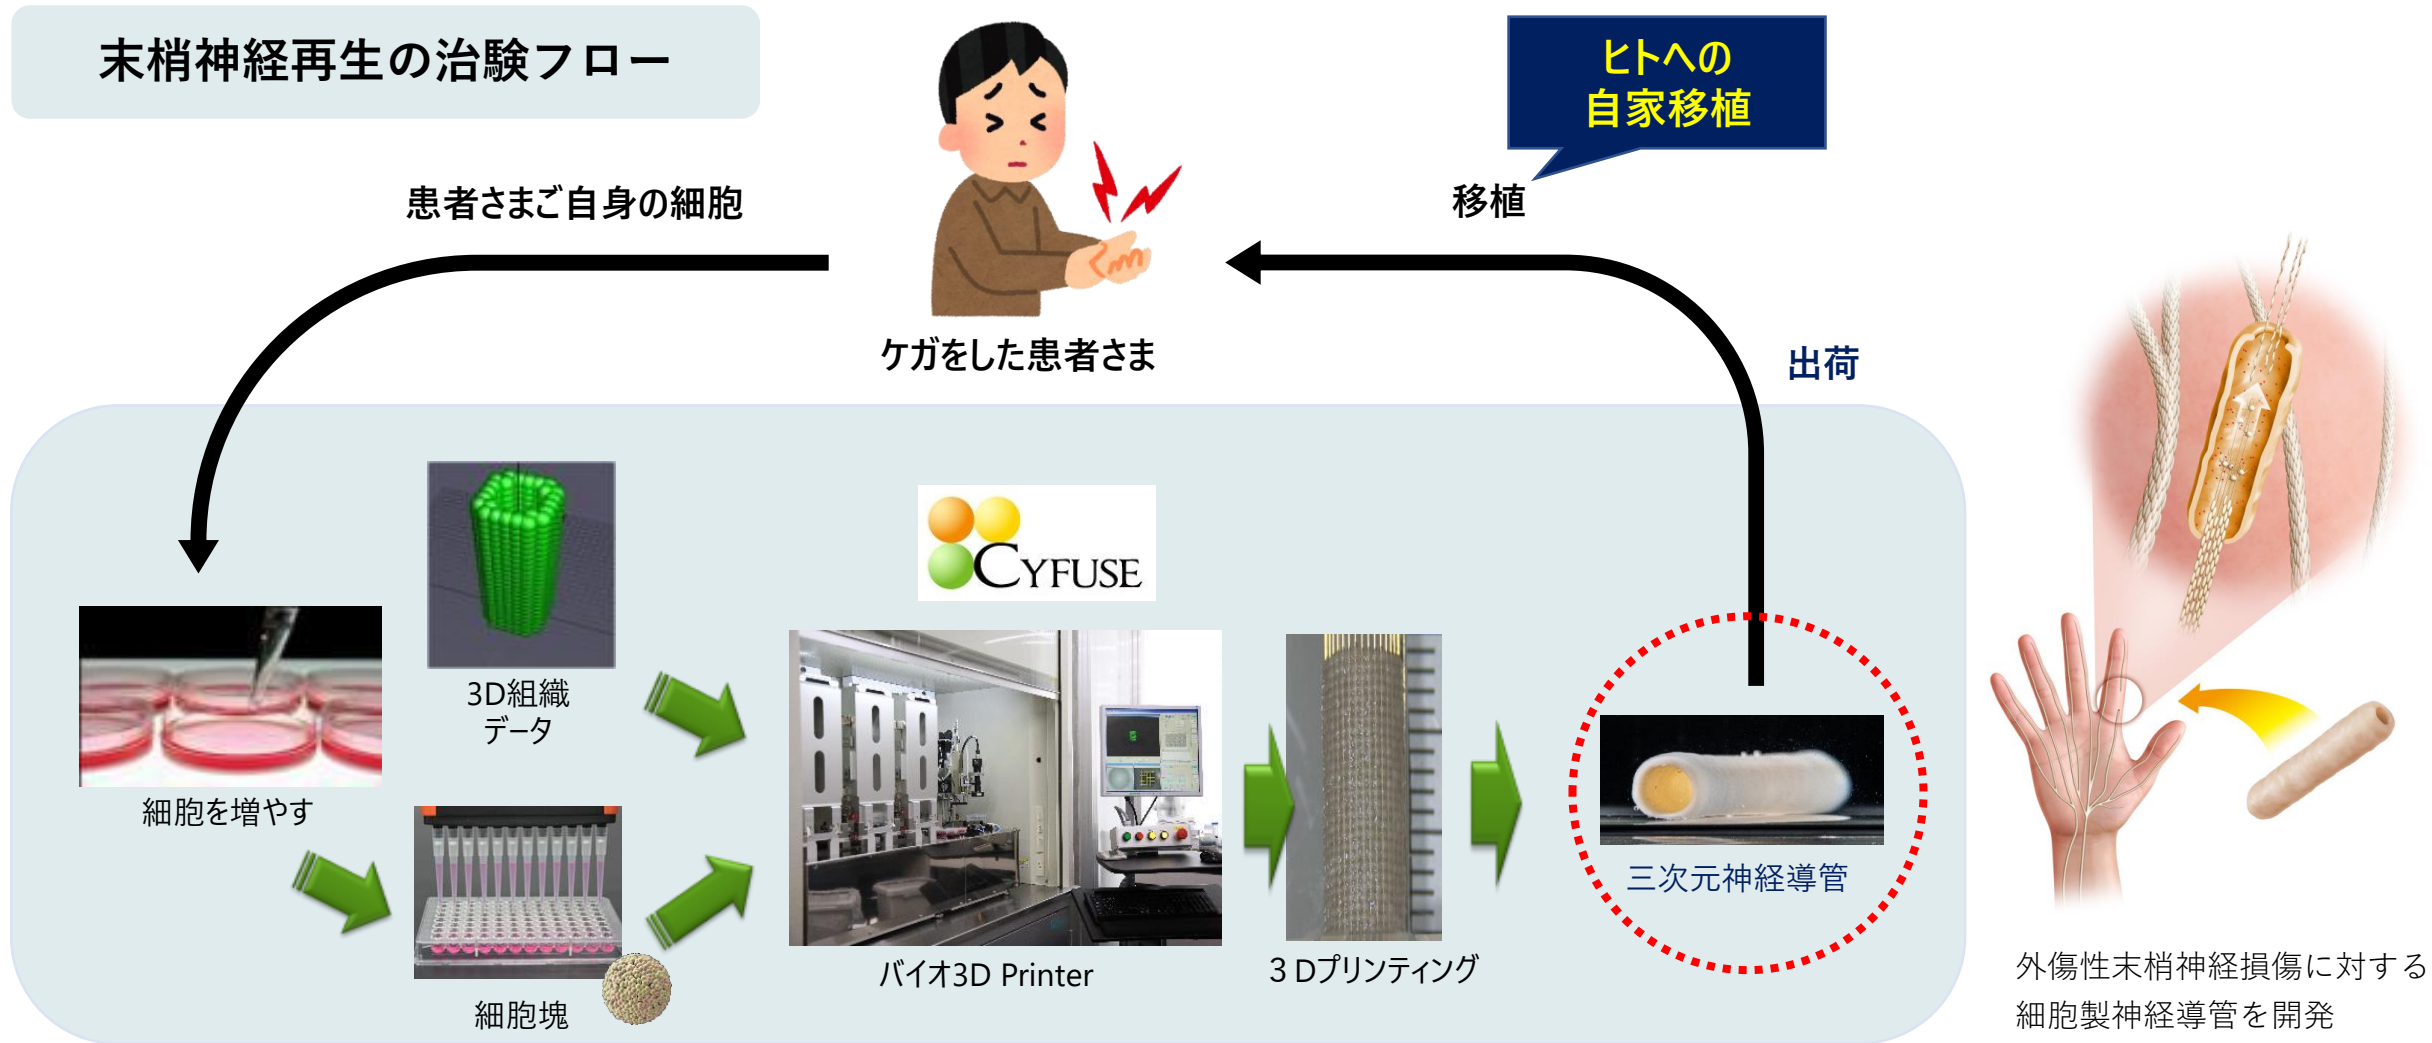 末梢神経再生の治験フロー
ヒトへの
自家移植
患者さまご自身の細胞
移植
ケガをした患者さま
出荷
CYFUSE
3D組織
データ
細胞を増やす
細胞塊
バイオ3D Printer
３Dプリンティング
三次元神経導管
外傷性末梢神経損傷に対する
細胞製神経導管を開発